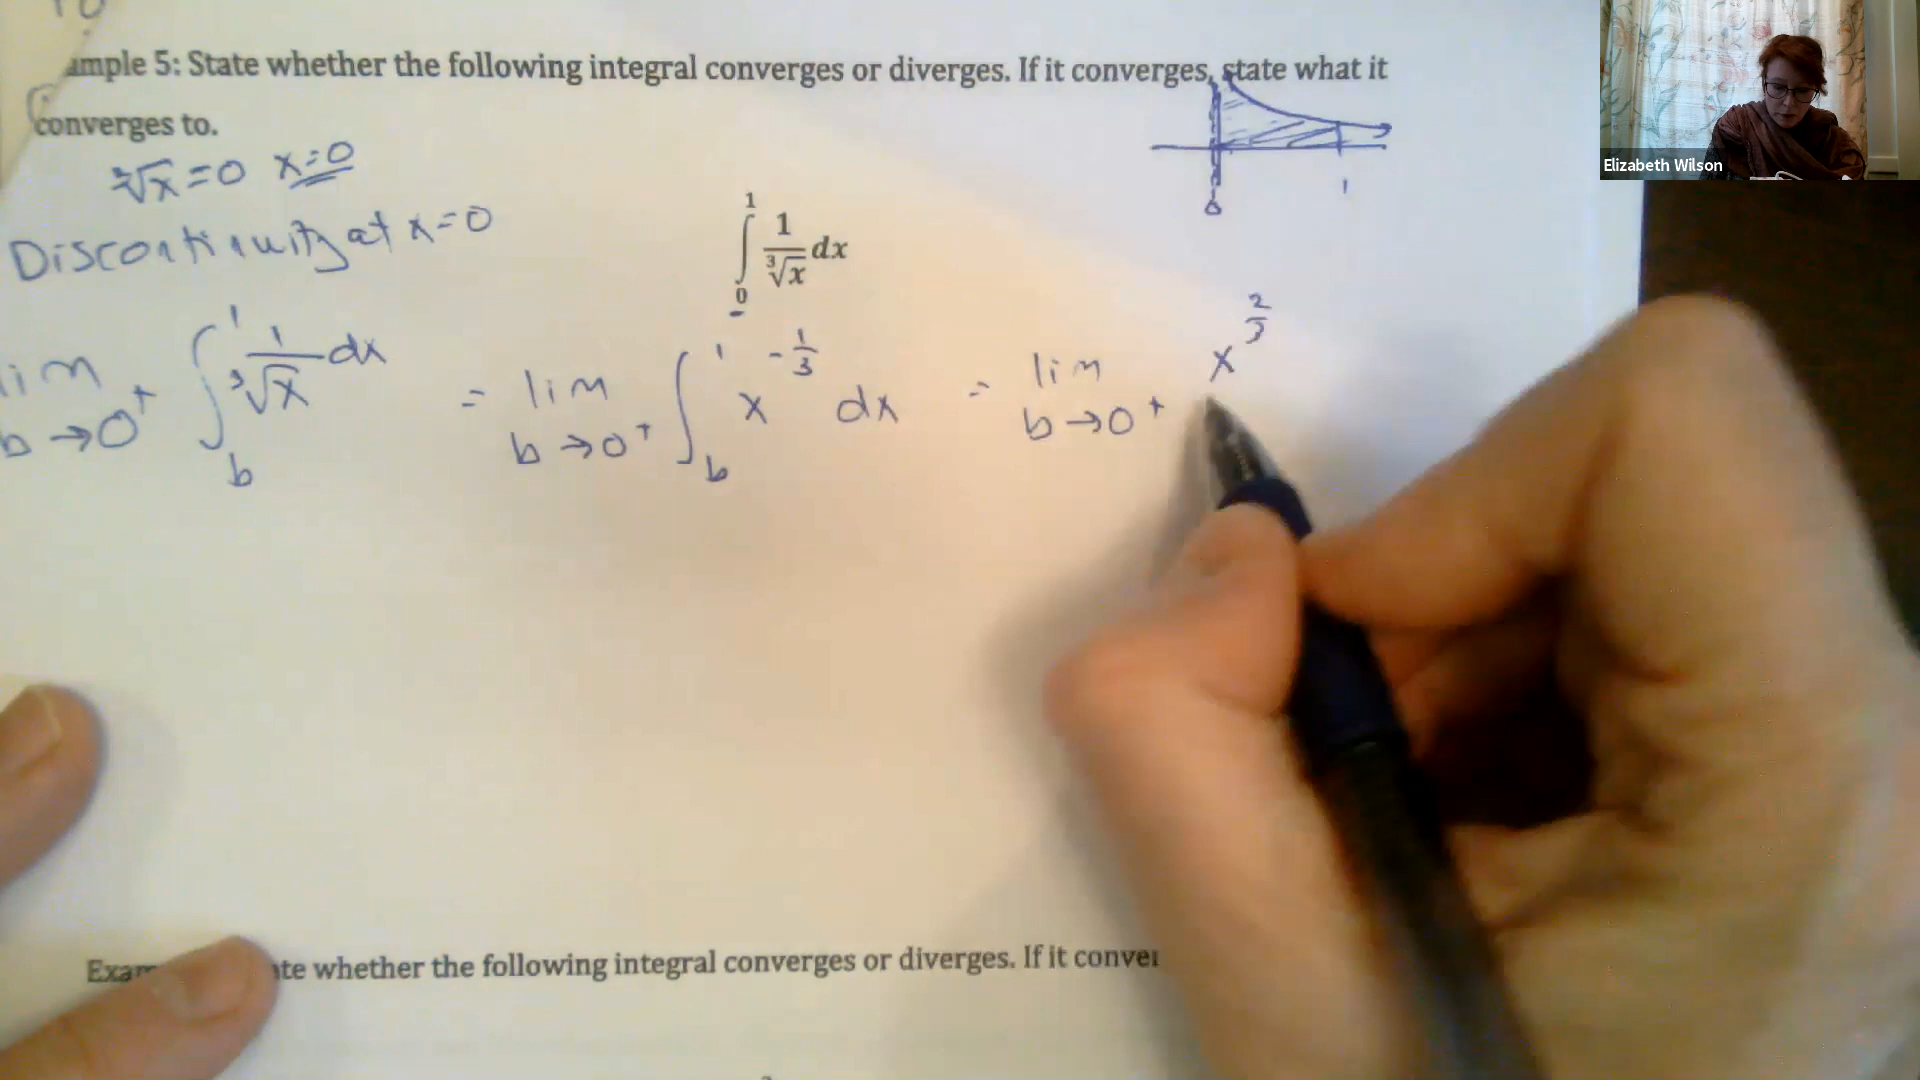 ample 5: State whether the following integral converges or diverges. If it converges, state what it
converges to.
∛x = 0 x = 0
Discontinuity at x = 0
∫₀¹ 1/∛x dx
0 1
lim b→0⁺ ∫_b^1 1/∛x dx = lim b→0⁺ ∫_b^1 x^(-1/3) dx = lim b→0⁺ x^(2/3)
te whether the following integral converges or diverges. If it conver
Elizabeth Wilson